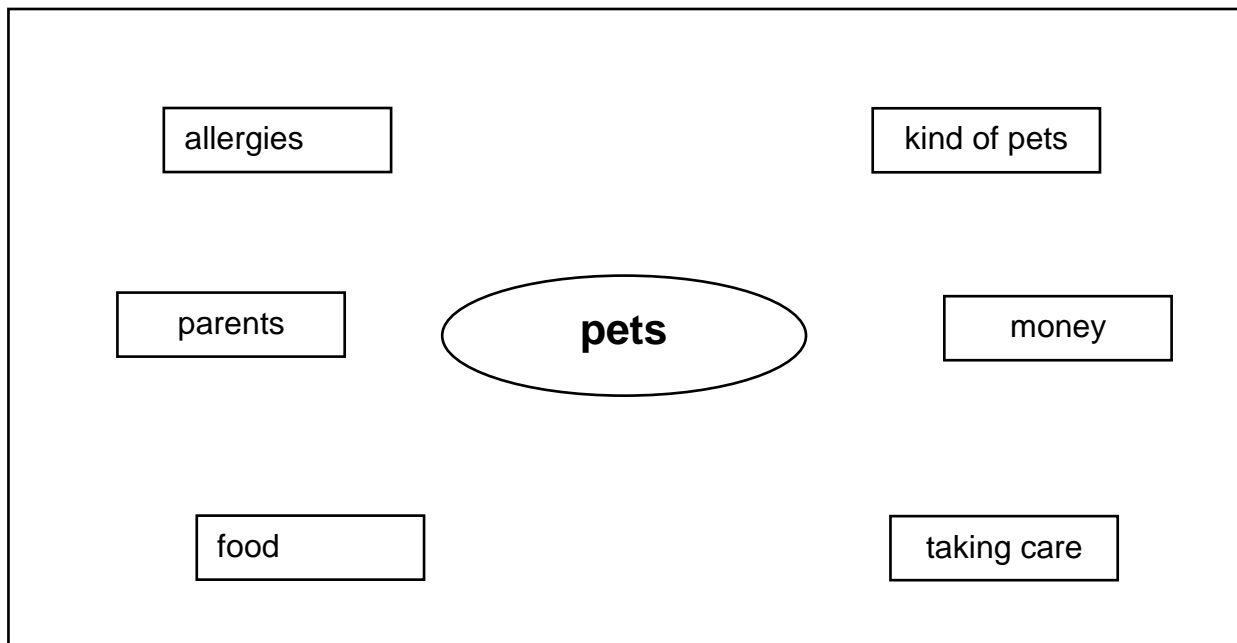 allergies
kind of pets
parents
pets
money
food
taking care